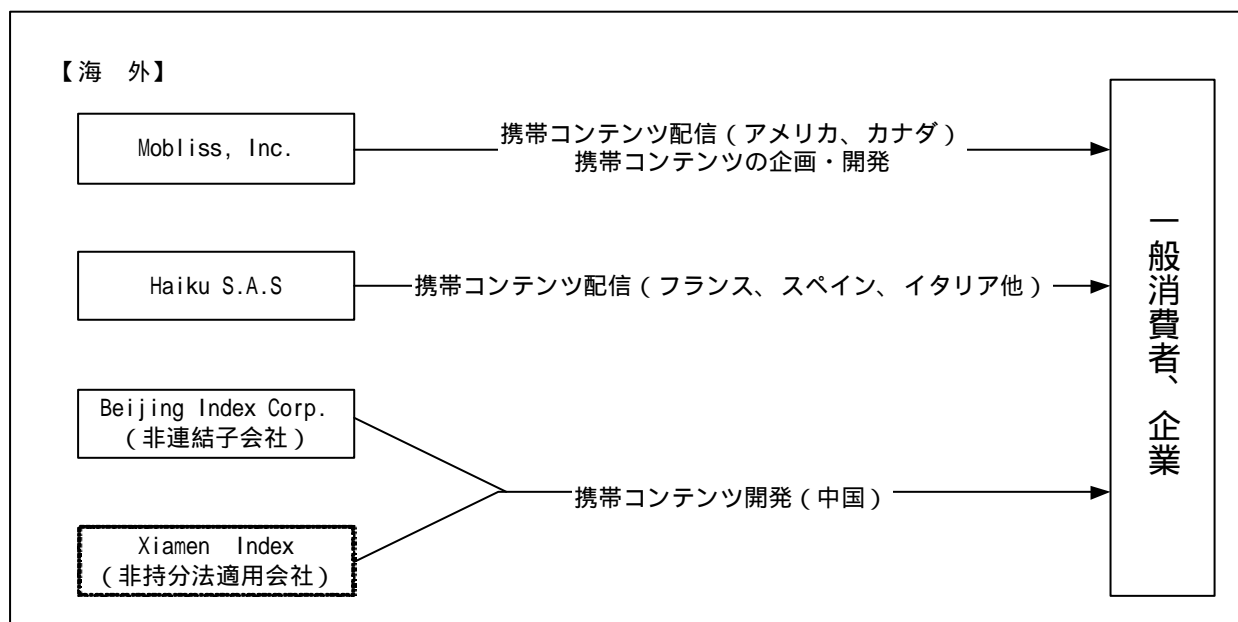 【海 外】
Mobliss, Inc.
携帯コンテンツ配信(アメリカ、カナダ)
携帯コンテンツの企画・開発
Haiku S.A.S
携帯コンテンツ配信(フランス、スペイン、イタリア他)
Beijing Index Corp.
(非連結子会社)
携帯コンテンツ開発(中国)
Xiamen Index
(非持分法適用会社)
一般消費者、企業